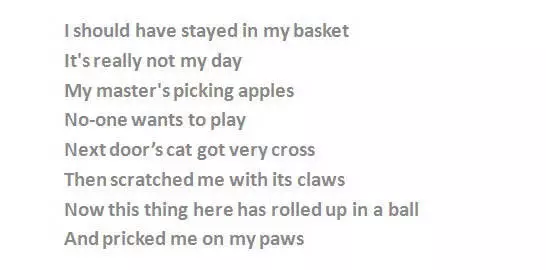 I should have stayed in my basket
It's really not my day
My master's picking apples
No-one wants to play
Next door’s cat got very cross
Then scratched me with its claws
Now this thing here has rolled up in a ball
And pricked me on my paws